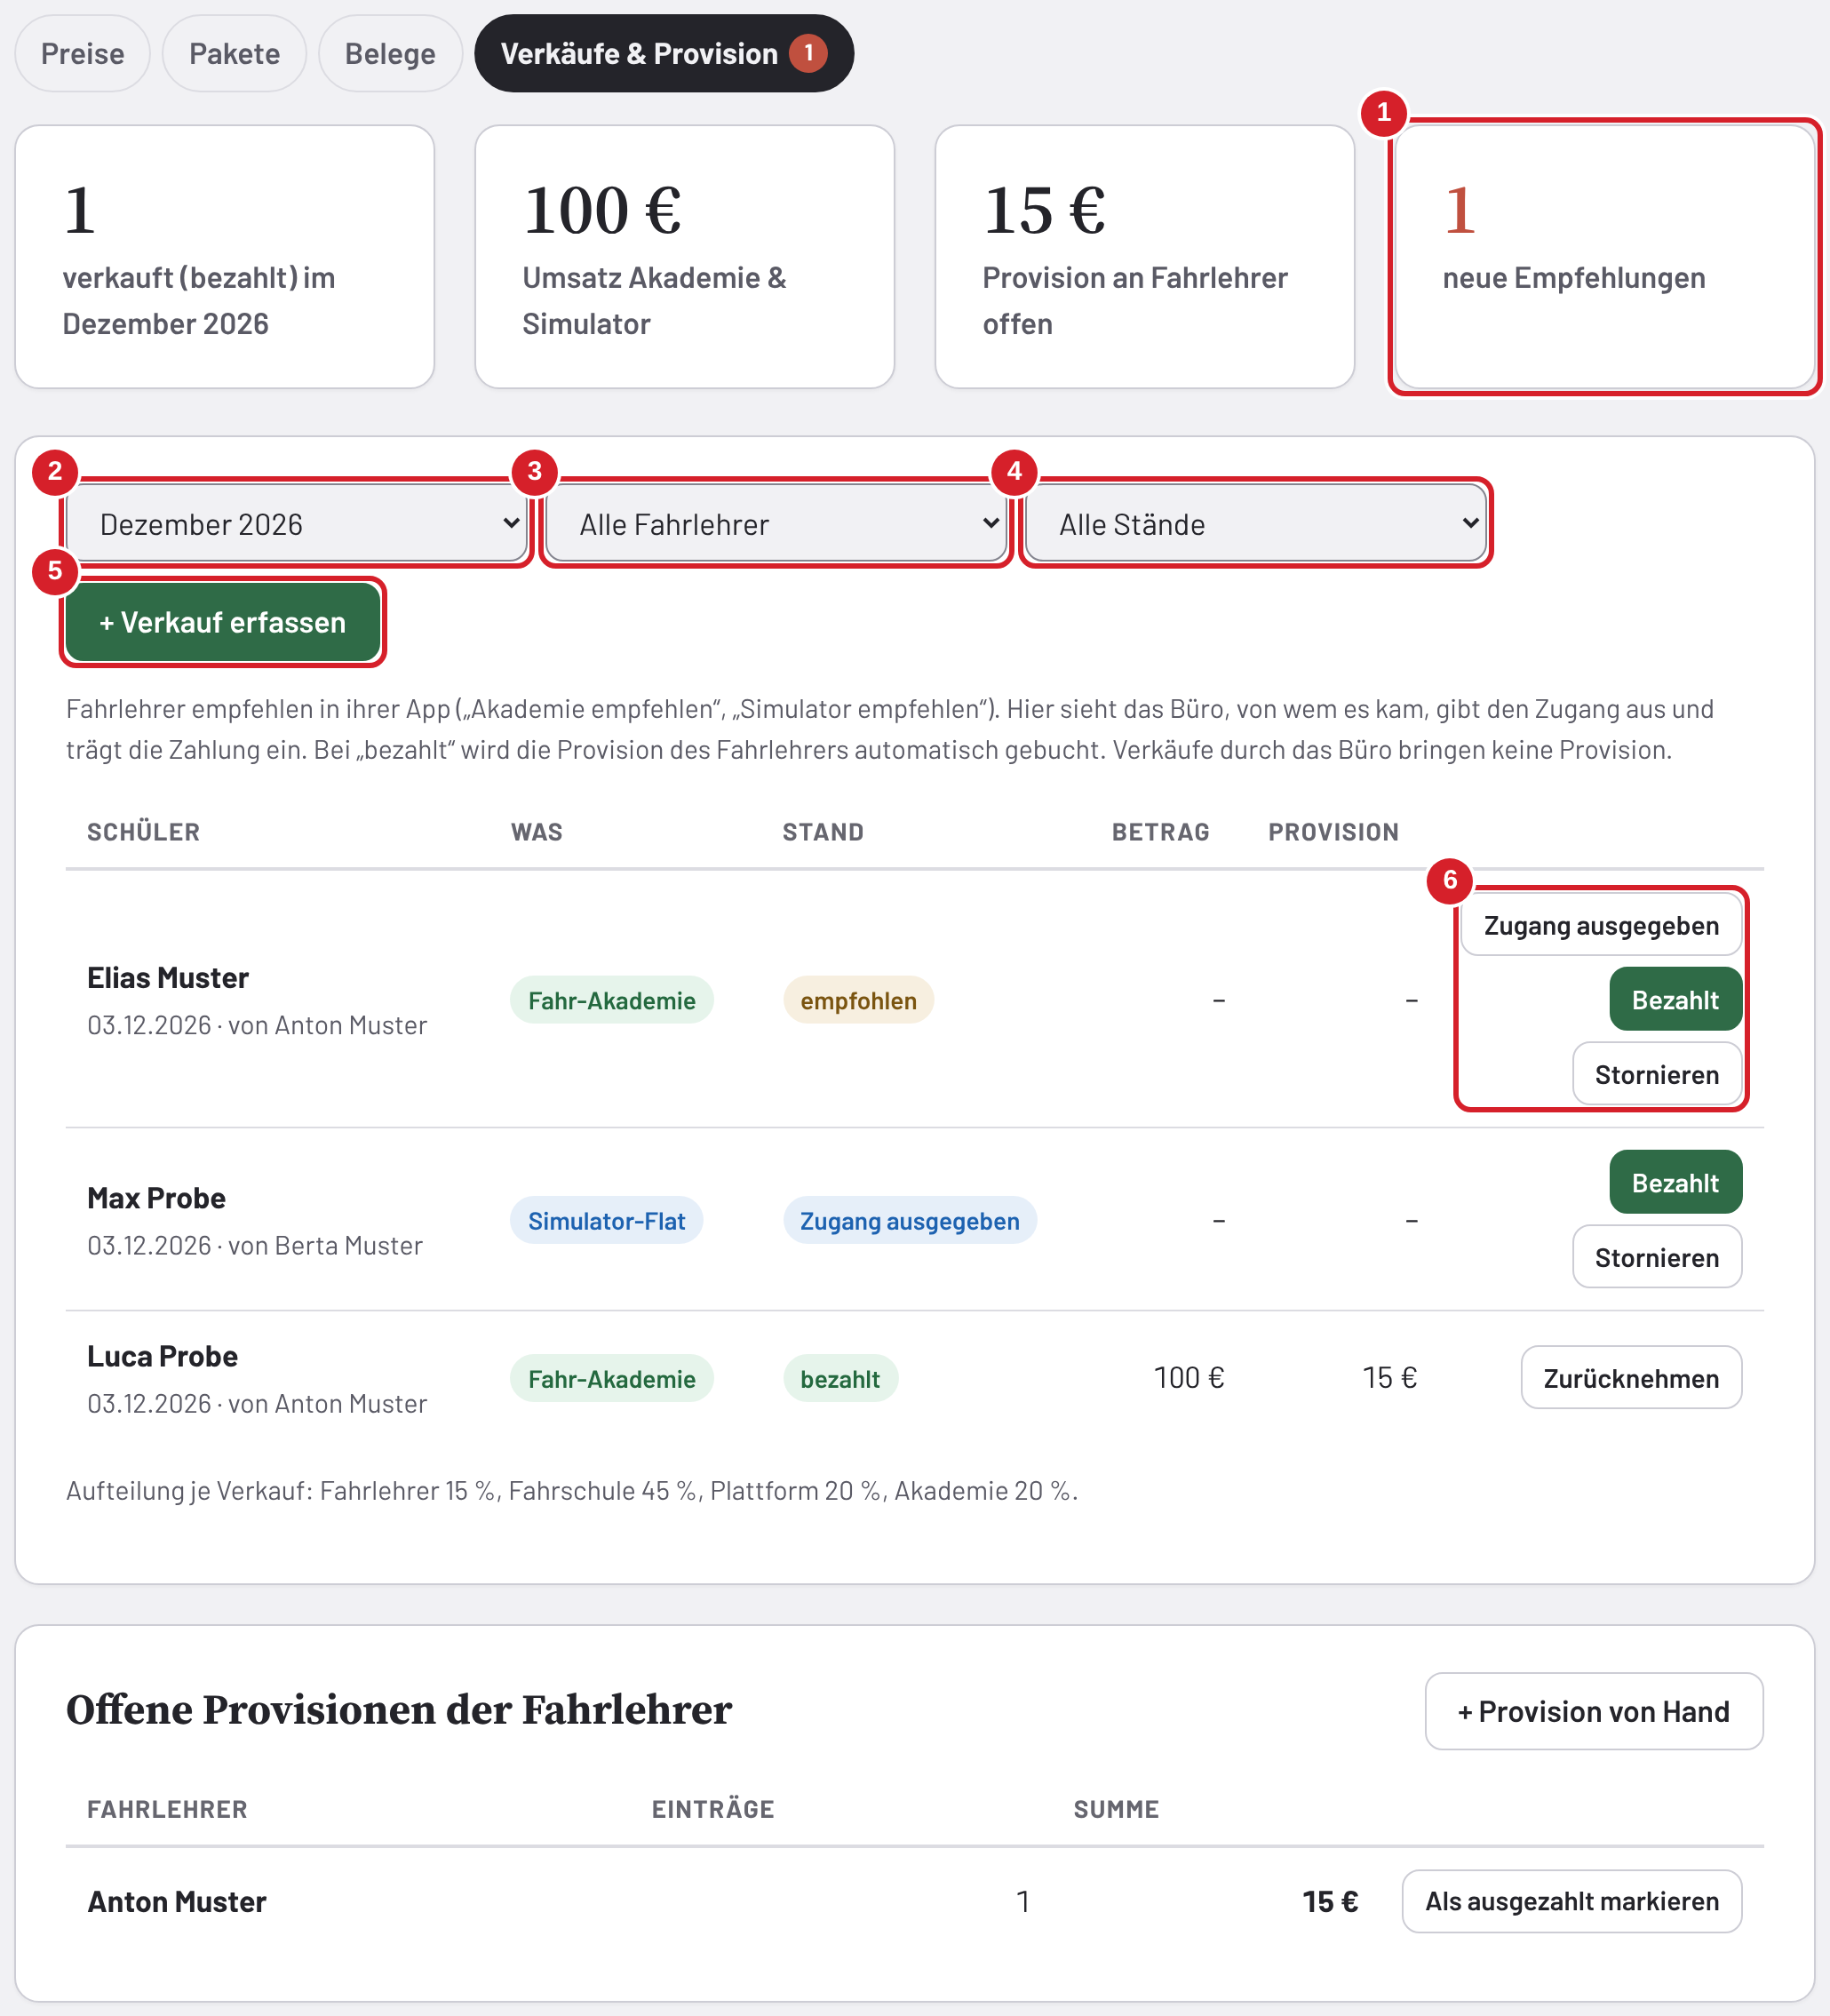 Preise
Pakete
Belege
Verkäufe & Provision 1
1
verkauft (bezahlt) im
Dezember 2026
100 €
Umsatz Akademie &
Simulator
15 €
Provision an Fahrlehrer
offen
1
1
neue Empfehlungen
2
Dezember 2026
3
Alle Fahrlehrer
4
Alle Stände
5
+ Verkauf erfassen
Fahrlehrer empfehlen in ihrer App („Akademie empfehlen“, „Simulator empfehlen“). Hier sieht das Büro, von wem es kam, gibt den Zugang aus und
trägt die Zahlung ein. Bei „bezahlt“ wird die Provision des Fahrlehrers automatisch gebucht. Verkäufe durch das Büro bringen keine Provision.
SCHÜLER WAS STAND BETRAG PROVISION
6
Elias Muster
03.12.2026 · von Anton Muster
Fahr-Akademie
empfohlen
–
–
Zugang ausgegeben
Bezahlt
Stornieren
Max Probe
03.12.2026 · von Berta Muster
Simulator-Flat
Zugang ausgegeben
–
–
Bezahlt
Stornieren
Luca Probe
03.12.2026 · von Anton Muster
Fahr-Akademie
bezahlt
100 €
15 €
Zurücknehmen
Aufteilung je Verkauf: Fahrlehrer 15 %, Fahrschule 45 %, Plattform 20 %, Akademie 20 %.
Offene Provisionen der Fahrlehrer
+ Provision von Hand
FAHRLEHRER EINTRÄGE SUMME
Anton Muster 1 15 € Als ausgezahlt markieren